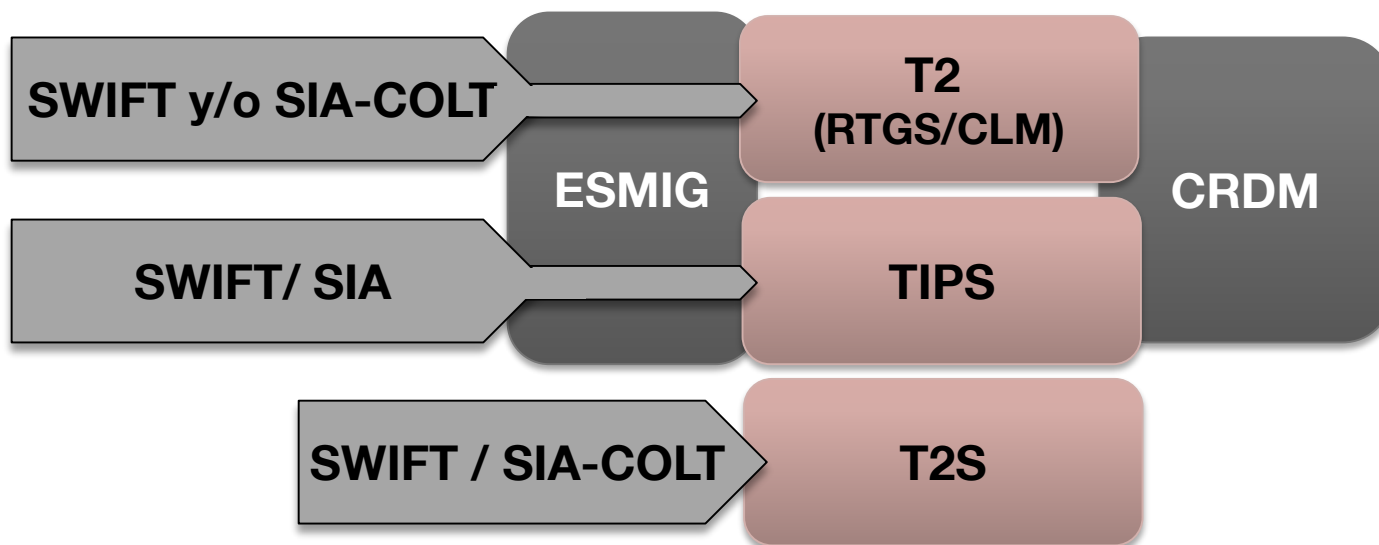 SWIFT y/o SIA-COLT
ESMIG
T2
(RTGS/CLM)
CRDM
SWIFT/ SIA
TIPS
SWIFT / SIA-COLT
T2S